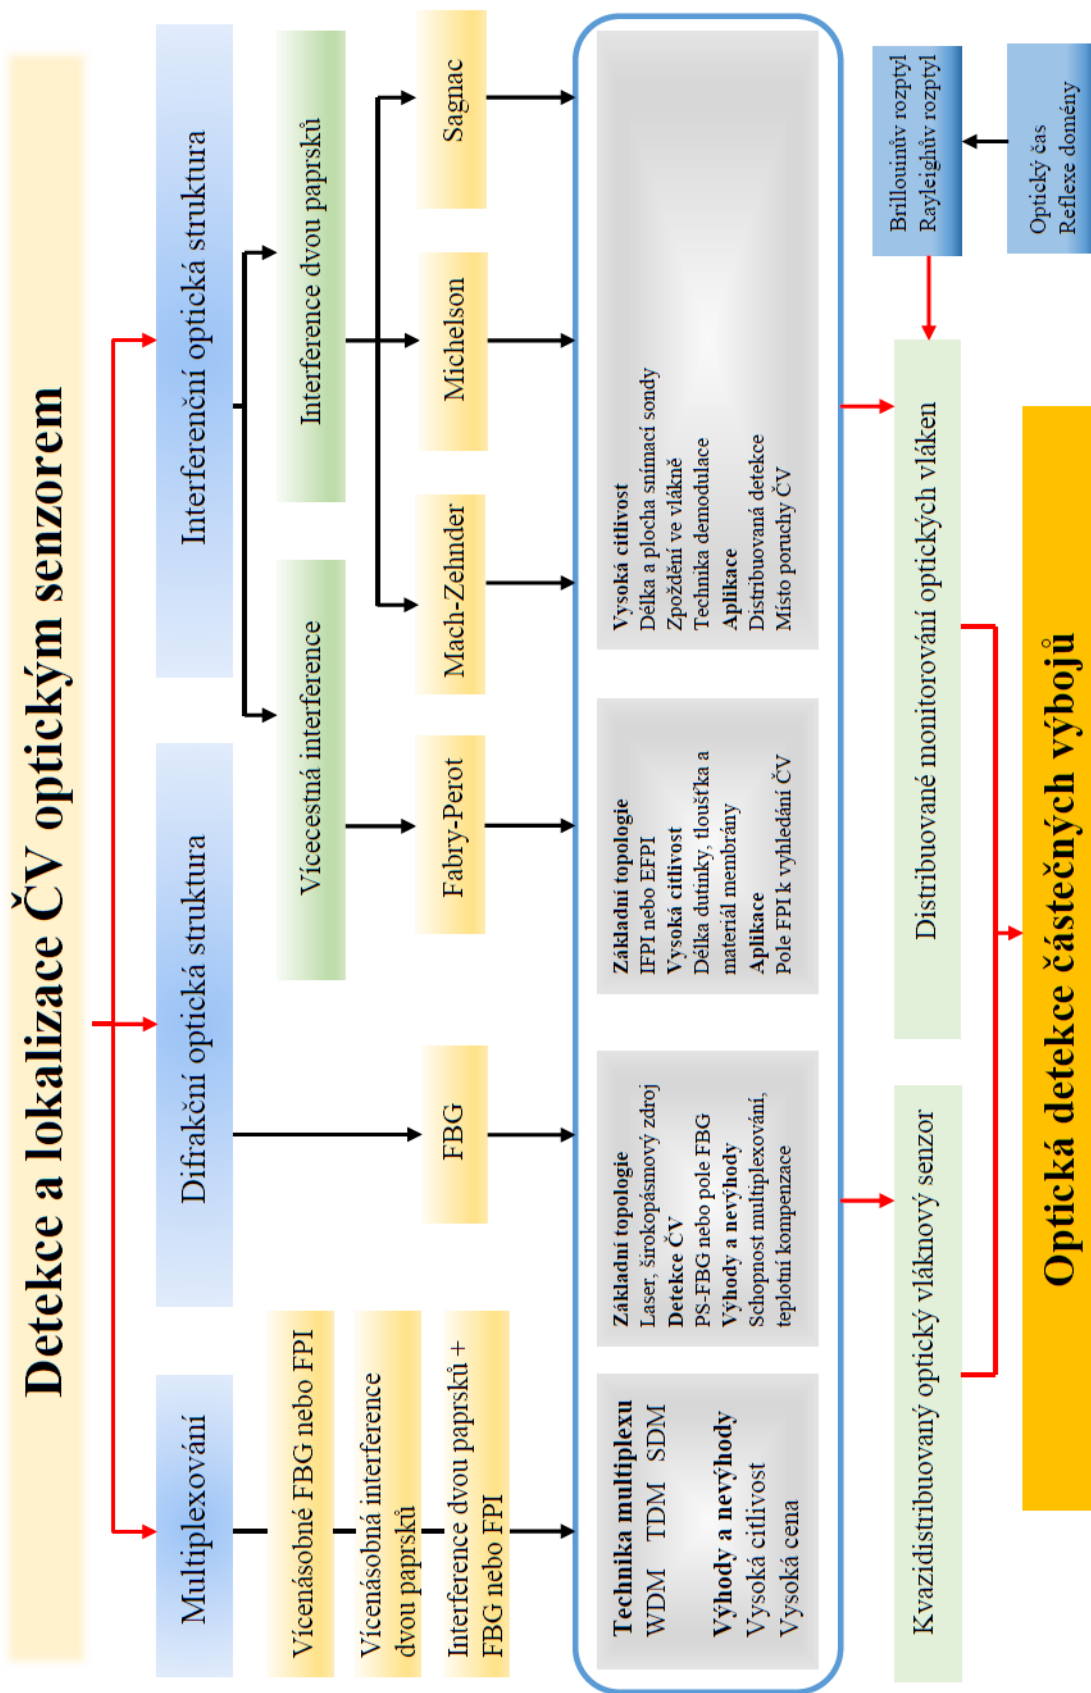 Detekce a lokalizace ČV optickým senzorem
Multiplexování
Difrakční optická struktura
Interferenční optická struktura
Vícecestná interference
Interference dvou paprsků
Vícenásobné FBG nebo FPI
Vícenásobná interference
dvou paprsků
Interference dvou paprsků +
FBG nebo FPI
FBG
Fabry-Perot
Mach-Zehnder
Michelson
Sagnac
Technika multiplexu
WDM TDM SDM
Výhody a nevýhody
Vysoká citlivost
Vysoká cena
Základní topologie
Laser, širokopásmový zdroj
Detekce ČV
PS-FBG nebo pole FBG
Výhody a nevýhody
Schopnost multiplexování,
teplotní kompenzace
Základní topologie
IFPI nebo EFPI
Vysoká citlivost
Délka dutinky, tloušťka a
materiál membrány
Aplikace
Pole FPI k vyhledání ČV
Vysoká citlivost
Délka a plocha snímací sondy
Zpoždění ve vlákně
Technika demodulace
Aplikace
Distribuovaná detekce
Místo poruchy ČV
Kvazidistribuovaný optický vláknový senzor
Distribuované monitorování optických vláken
Brillouinův rozptyl
Rayleighův rozptyl
Optický čas
Reflexe domény
Optická detekce částečných výbojů